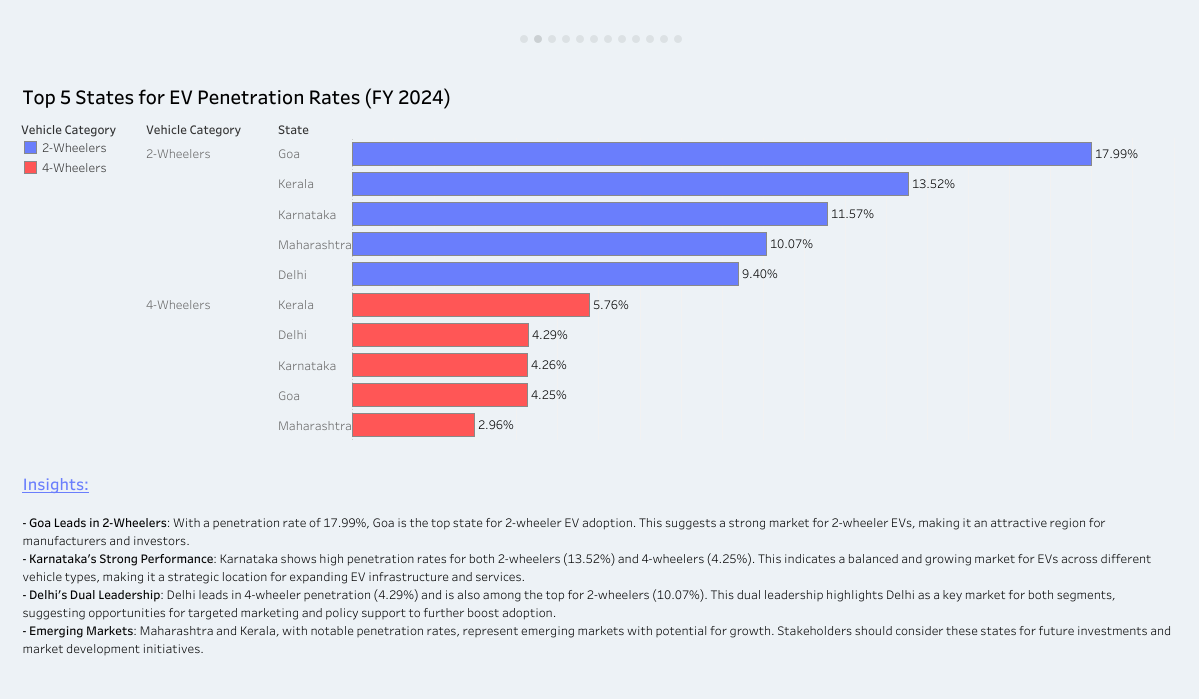 Top 5 States for EV Penetration Rates (FY 2024)
Vehicle Category Vehicle Category State
2-Wheelers
4-Wheelers
2-Wheelers Goa 17.99%
Kerala 13.52%
Karnataka 11.57%
Maharashtra 10.07%
Delhi 9.40%
4-Wheelers Kerala 5.76%
Delhi 4.29%
Karnataka 4.26%
Goa 4.25%
Maharashtra 2.96%
Insights:
- Goa Leads in 2-Wheelers: With a penetration rate of 17.99%, Goa is the top state for 2-wheeler EV adoption. This suggests a strong market for 2-wheeler EVs, making it an attractive region for
manufacturers and investors.
- Karnataka’s Strong Performance: Karnataka shows high penetration rates for both 2-wheelers (13.52%) and 4-wheelers (4.25%). This indicates a balanced and growing market for EVs across different
vehicle types, making it a strategic location for expanding EV infrastructure and services.
- Delhi’s Dual Leadership: Delhi leads in 4-wheeler penetration (4.29%) and is also among the top for 2-wheelers (10.07%). This dual leadership highlights Delhi as a key market for both segments,
suggesting opportunities for targeted marketing and policy support to further boost adoption.
- Emerging Markets: Maharashtra and Kerala, with notable penetration rates, represent emerging markets with potential for growth. Stakeholders should consider these states for future investments and
market development initiatives.